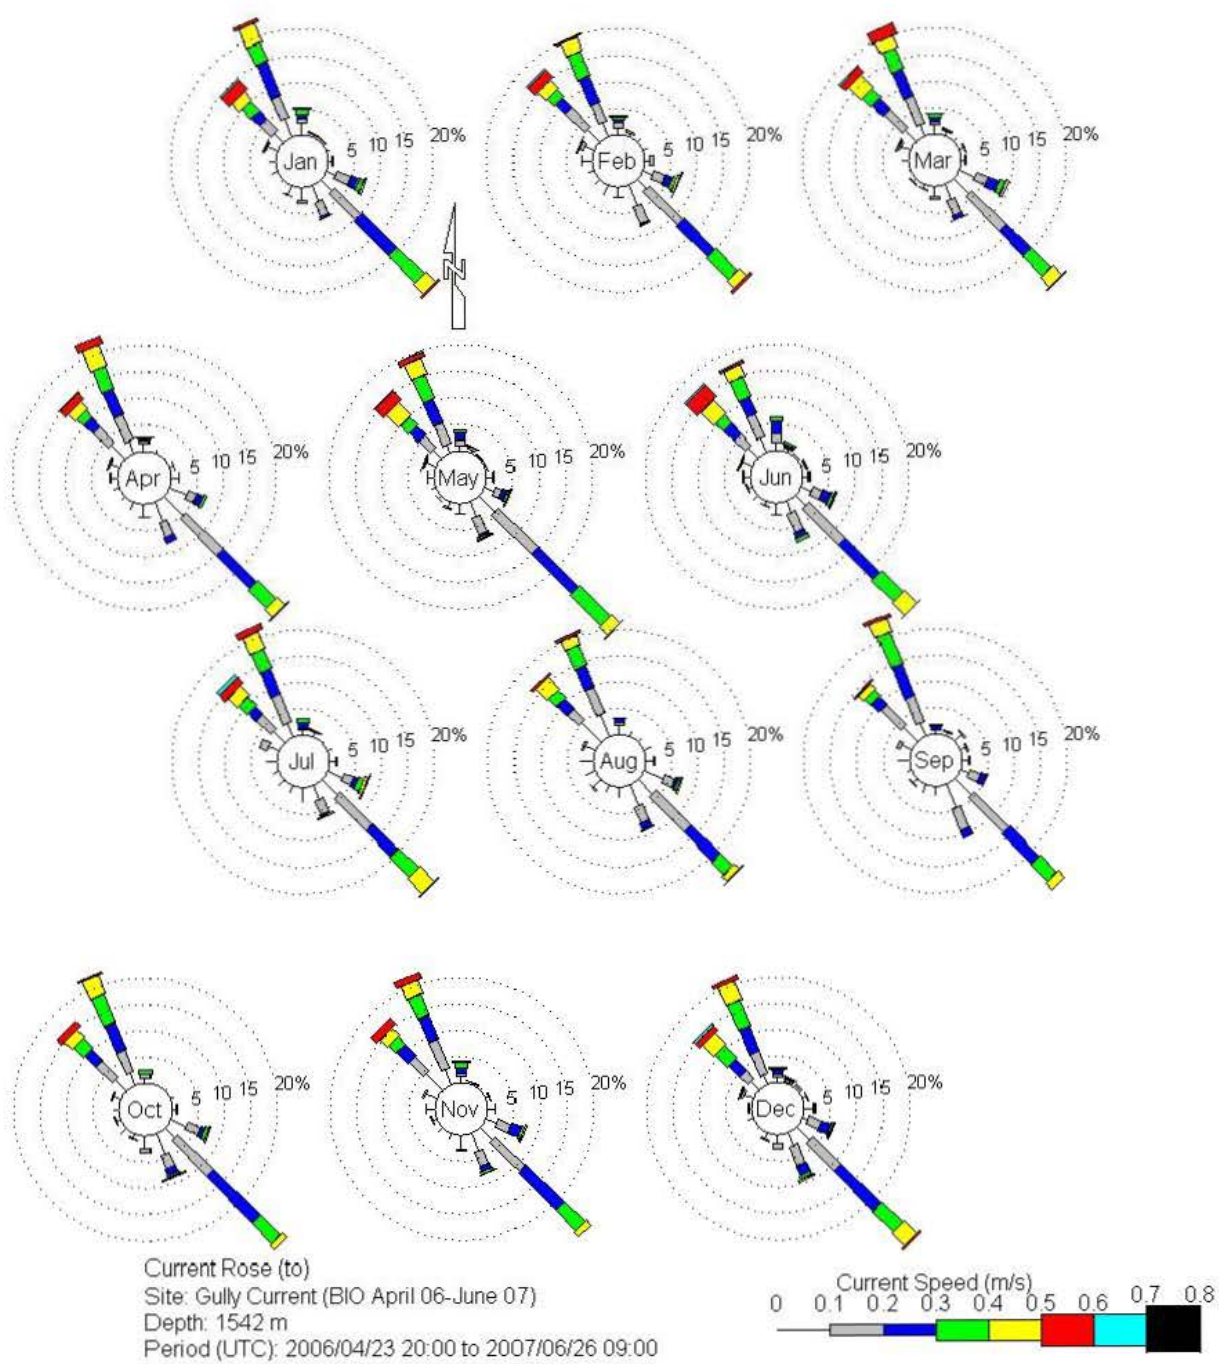 Jan
5 10 15 20%
Feb
5 10 15 20%
Mar
5 10 15 20%
N
Apr
5 10 15 20%
May
5 10 15 20%
Jun
5 10 15 20%
Jul
5 10 15 20%
Aug
5 10 15 20%
Sep
5 10 15 20%
Oct
5 10 15 20%
Nov
5 10 15 20%
Dec
5 10 15 20%
Current Rose (to)
Site: Gully Current (BIO April 06-June 07)
Depth: 1542 m
Period (UTC): 2006/04/23 20:00 to 2007/06/26 09:00
Current Speed (m/s)
0 0.1 0.2 0.3 0.4 0.5 0.6 0.7 0.8